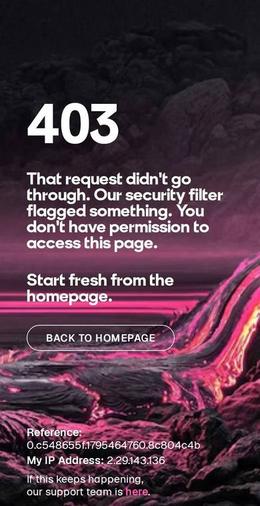 403
That request didn't go
through. Our security filter
flagged something. You
don't have permission to
access this page.
Start fresh from the
homepage.
BACK TO HOMEPAGE
Reference:
0.c548655f.1795464760.8c804c4b
My IP Address: 2.29.143.136
If this keeps happening,
our support team is here.